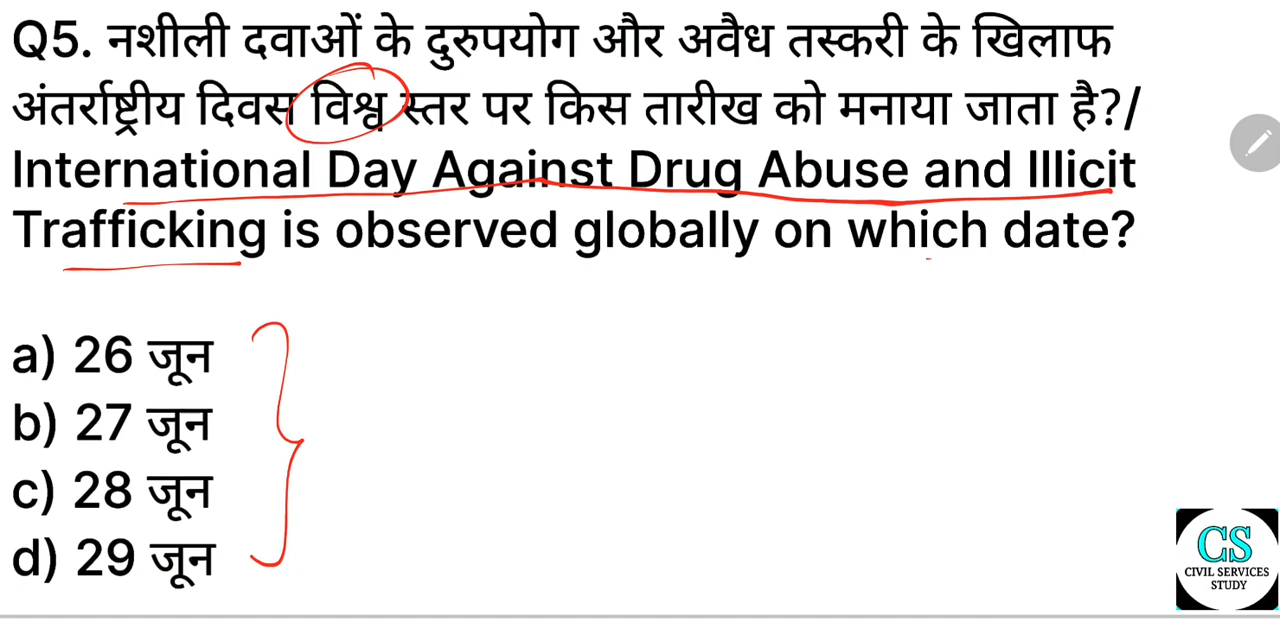 Q5. नशीली दवाओं के दुरुपयोग और अवैध तस्करी के खिलाफ
अंतर्राष्ट्रीय दिवस विश्व स्तर पर किस तारीख को मनाया जाता है?/
International Day Against Drug Abuse and Illicit
Trafficking is observed globally on which date?
a) 26 जून
b) 27 जून
c) 28 जून
d) 29 जून
CS
CIVIL SERVICES
STUDY